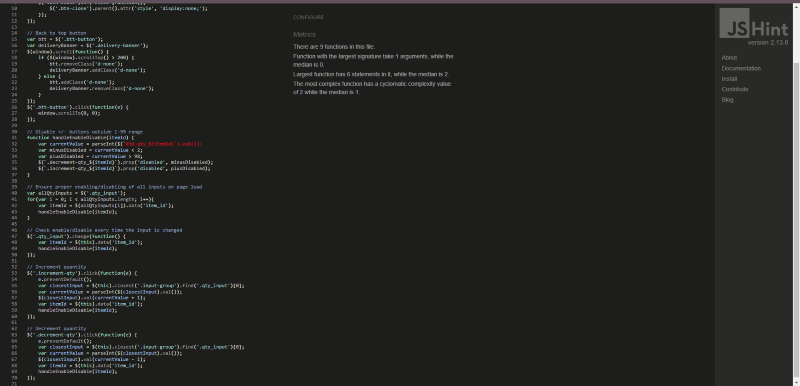 10 $('.btn-close').parent().attr('style', 'display:none;');
11 });
12 });
13
14 // Back to top button
15 var btt = $('.btt-button');
16 var deliveryBanner = $('.delivery-banner');
17 $(window).scroll(function() {
18 if ($(window).scrollTop() > 200) {
19 btt.removeClass('d-none');
20 deliveryBanner.addClass('d-none');
21 } else {
22 btt.addClass('d-none');
23 deliveryBanner.removeClass('d-none');
24 }
25 });
26 $('.btt-button').click(function(e) {
27 window.scrollTo(0, 0);
28 });
29
30 // Disable +/- buttons outside 1-99 range
31 function handleEnableDisable(itemId) {
32 var currentValue = parseInt($(`#id_qty_${itemId}`).val());
33 var minusDisabled = currentValue < 2;
34 var plusDisabled = currentValue > 98;
35 $(`.decrement-qty_${itemId}`).prop('disabled', minusDisabled);
36 $(`.increment-qty_${itemId}`).prop('disabled', plusDisabled);
37 }
38
39 // Ensure proper enabling/disabling of all inputs on page load
40 var allQtyInputs = $('.qty_input');
41 for(var i = 0; i < allQtyInputs.length; i++){
42 var itemId = $(allQtyInputs[i]).data('item_id');
43 handleEnableDisable(itemId);
44 }
45
46 // Check enable/disable every time the input is changed
47 $('.qty_input').change(function() {
48 var itemId = $(this).data('item_id');
49 handleEnableDisable(itemId);
50 });
51
52 // Increment quantity
53 $('.increment-qty').click(function(e) {
54 e.preventDefault();
55 var closestInput = $(this).closest('.input-group').find('.qty_input')[0];
56 var currentValue = parseInt($(closestInput).val());
57 $(closestInput).val(currentValue + 1);
58 var itemId = $(this).data('item_id');
59 handleEnableDisable(itemId);
60 });
61
62 // Decrement quantity
63 $('.decrement-qty').click(function(e) {
64 e.preventDefault();
65 var closestInput = $(this).closest('.input-group').find('.qty_input')[0];
66 var currentValue = parseInt($(closestInput).val());
67 $(closestInput).val(currentValue - 1);
68 var itemId = $(this).data('item_id');
69 handleEnableDisable(itemId);
70 });
71
CONFIGURE
Metrics
There are 9 functions in this file.
Function with the largest signature take 1 arguments, while the
median is 0.
Largest function has 6 statements in it, while the median is 2.
The most complex function has a cyclomatic complexity value
of 2 while the median is 1.
JSHint
version 2.13.6
About
Documentation
Install
Contribute
Blog